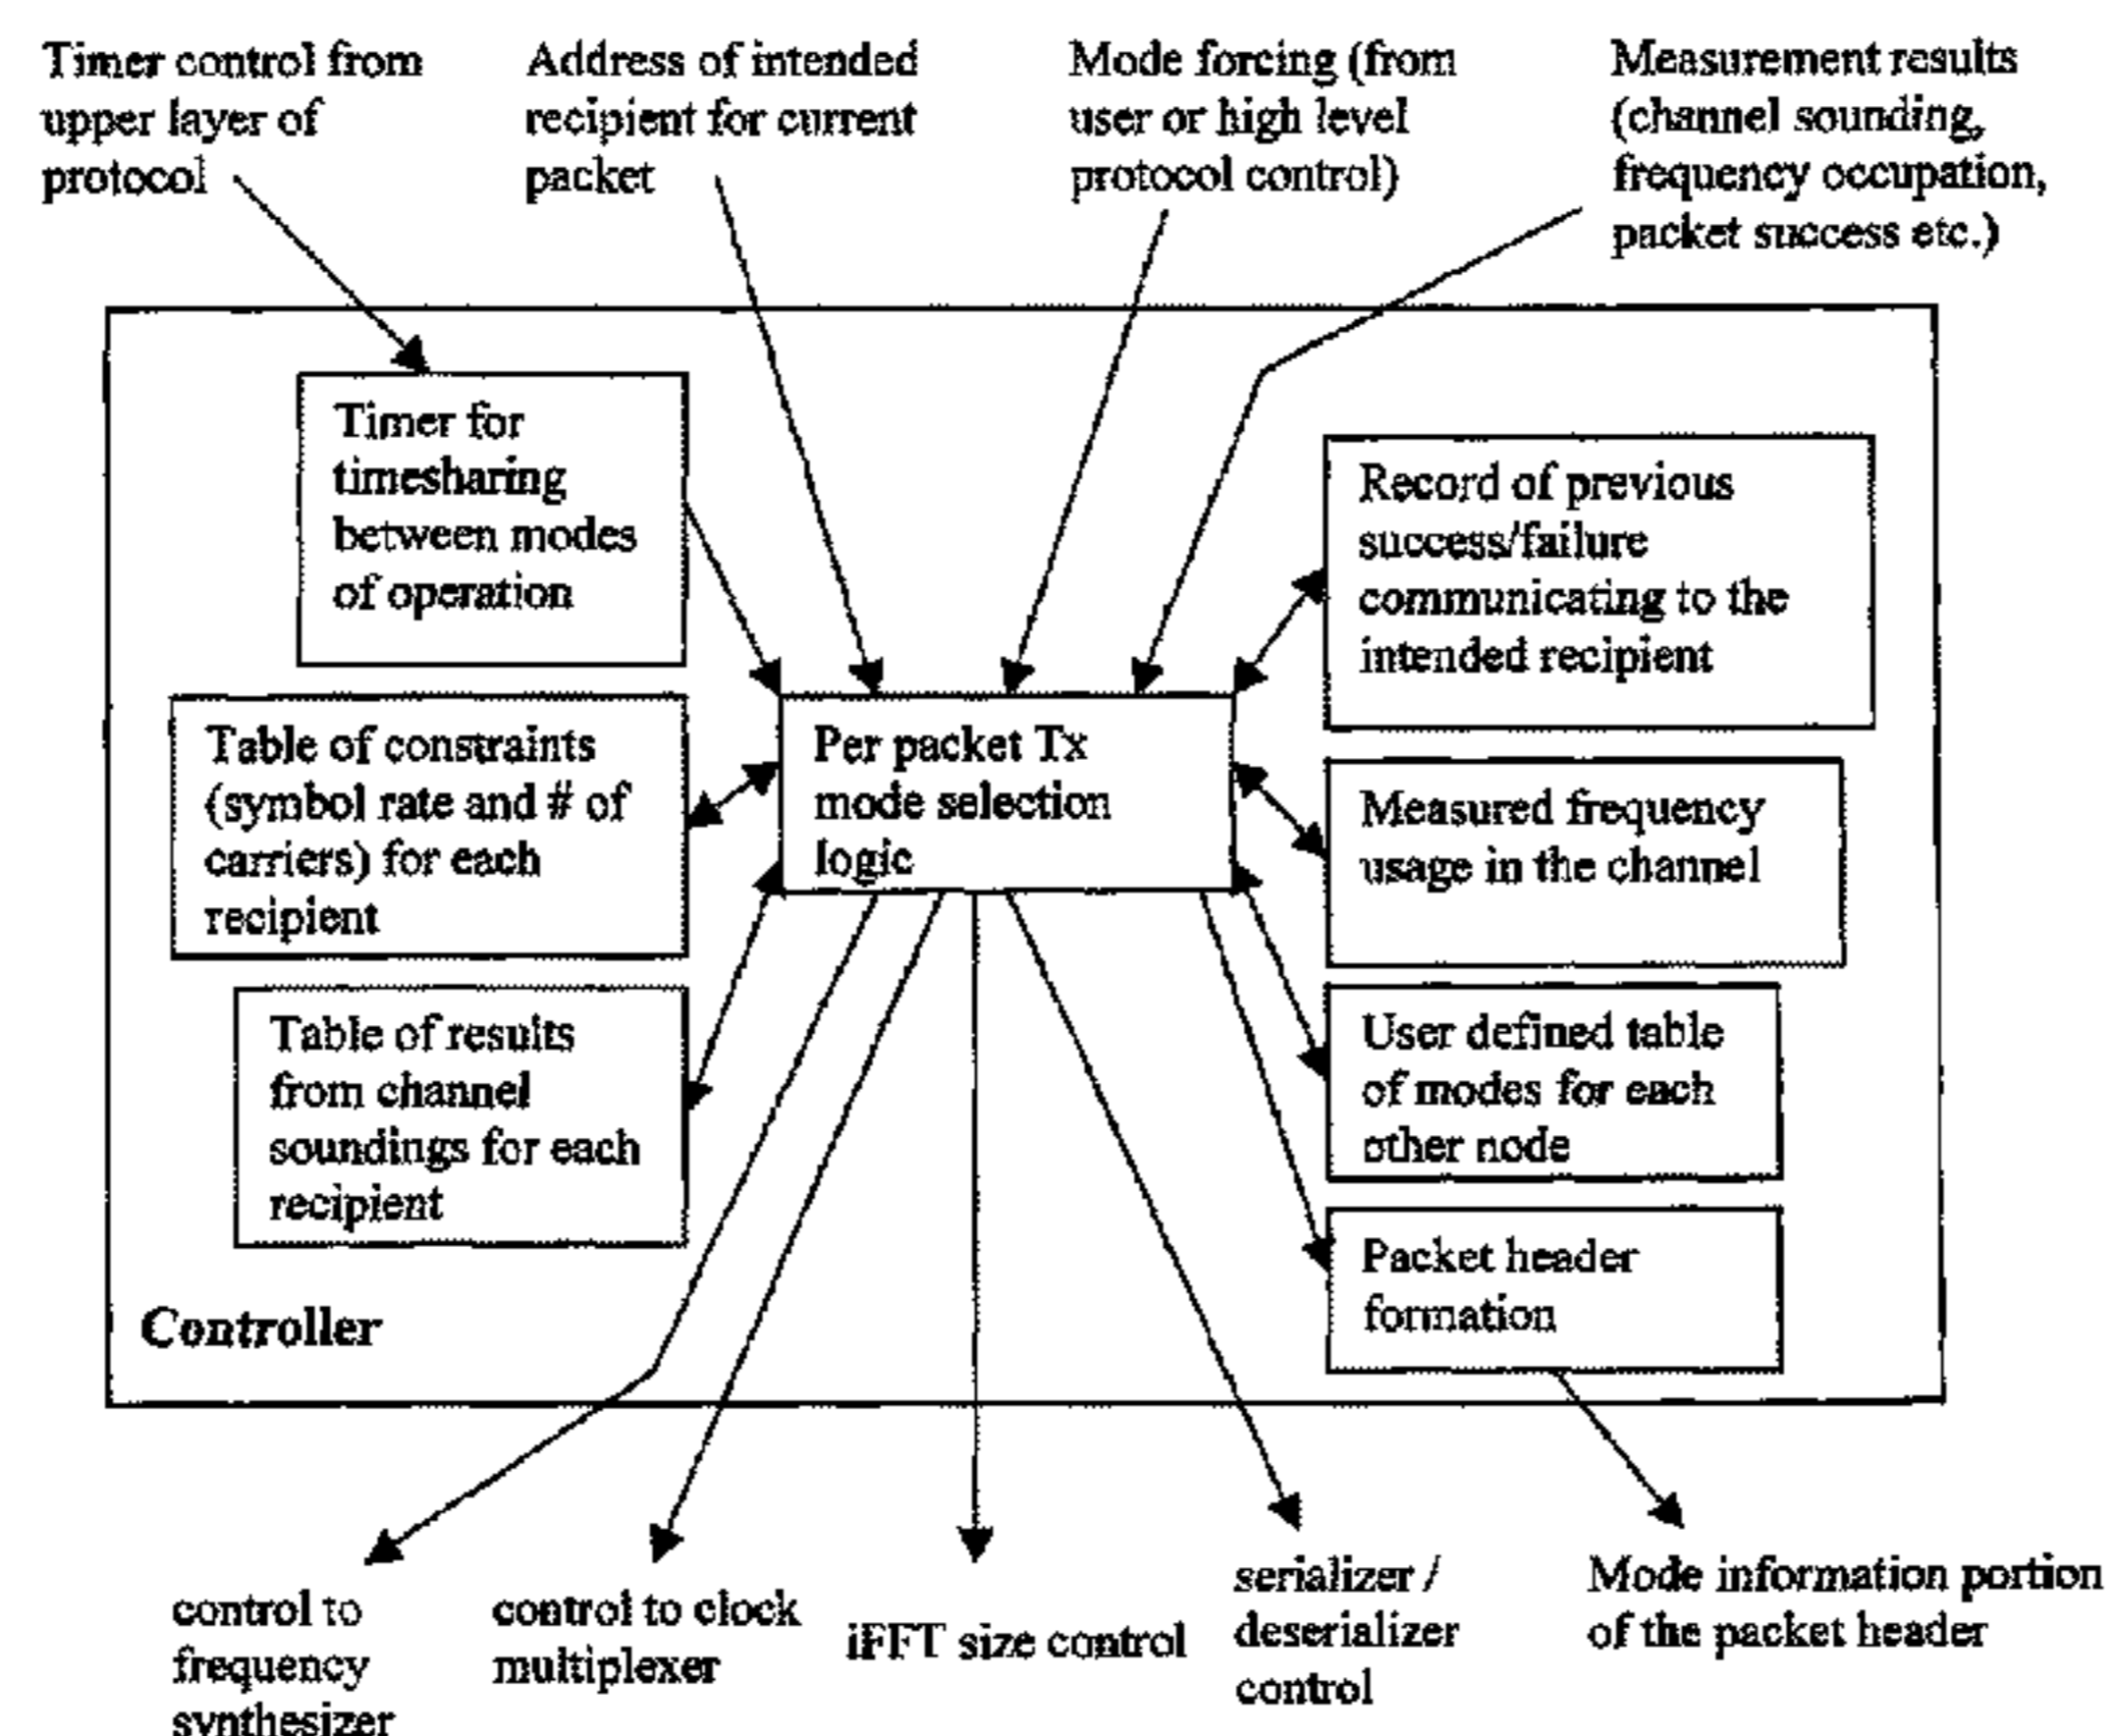 Timer control from
upper layer of
protocol
Address of intended
recipient for current
packet
Mode forcing (from
user or high level
protocol control)
Measurement results
(channel sounding,
frequency occupation,
packet success etc.)
Timer for
timesharing
between modes
of operation
Record of previous
success/failure
communicating to the
intended recipient
Table of constraints
(symbol rate and # of
carriers) for each
recipient
Per packet Tx
mode selection
logic
Measured frequency
usage in the channel
Table of results
from channel
soundings for each
recipient
User defined table
of modes for each
other node
Packet header
formation
Controller
control to
frequency
synthesizer
control to clock
multiplexer
iFFT size control
serializer /
deserializer
control
Mode information portion
of the packet header